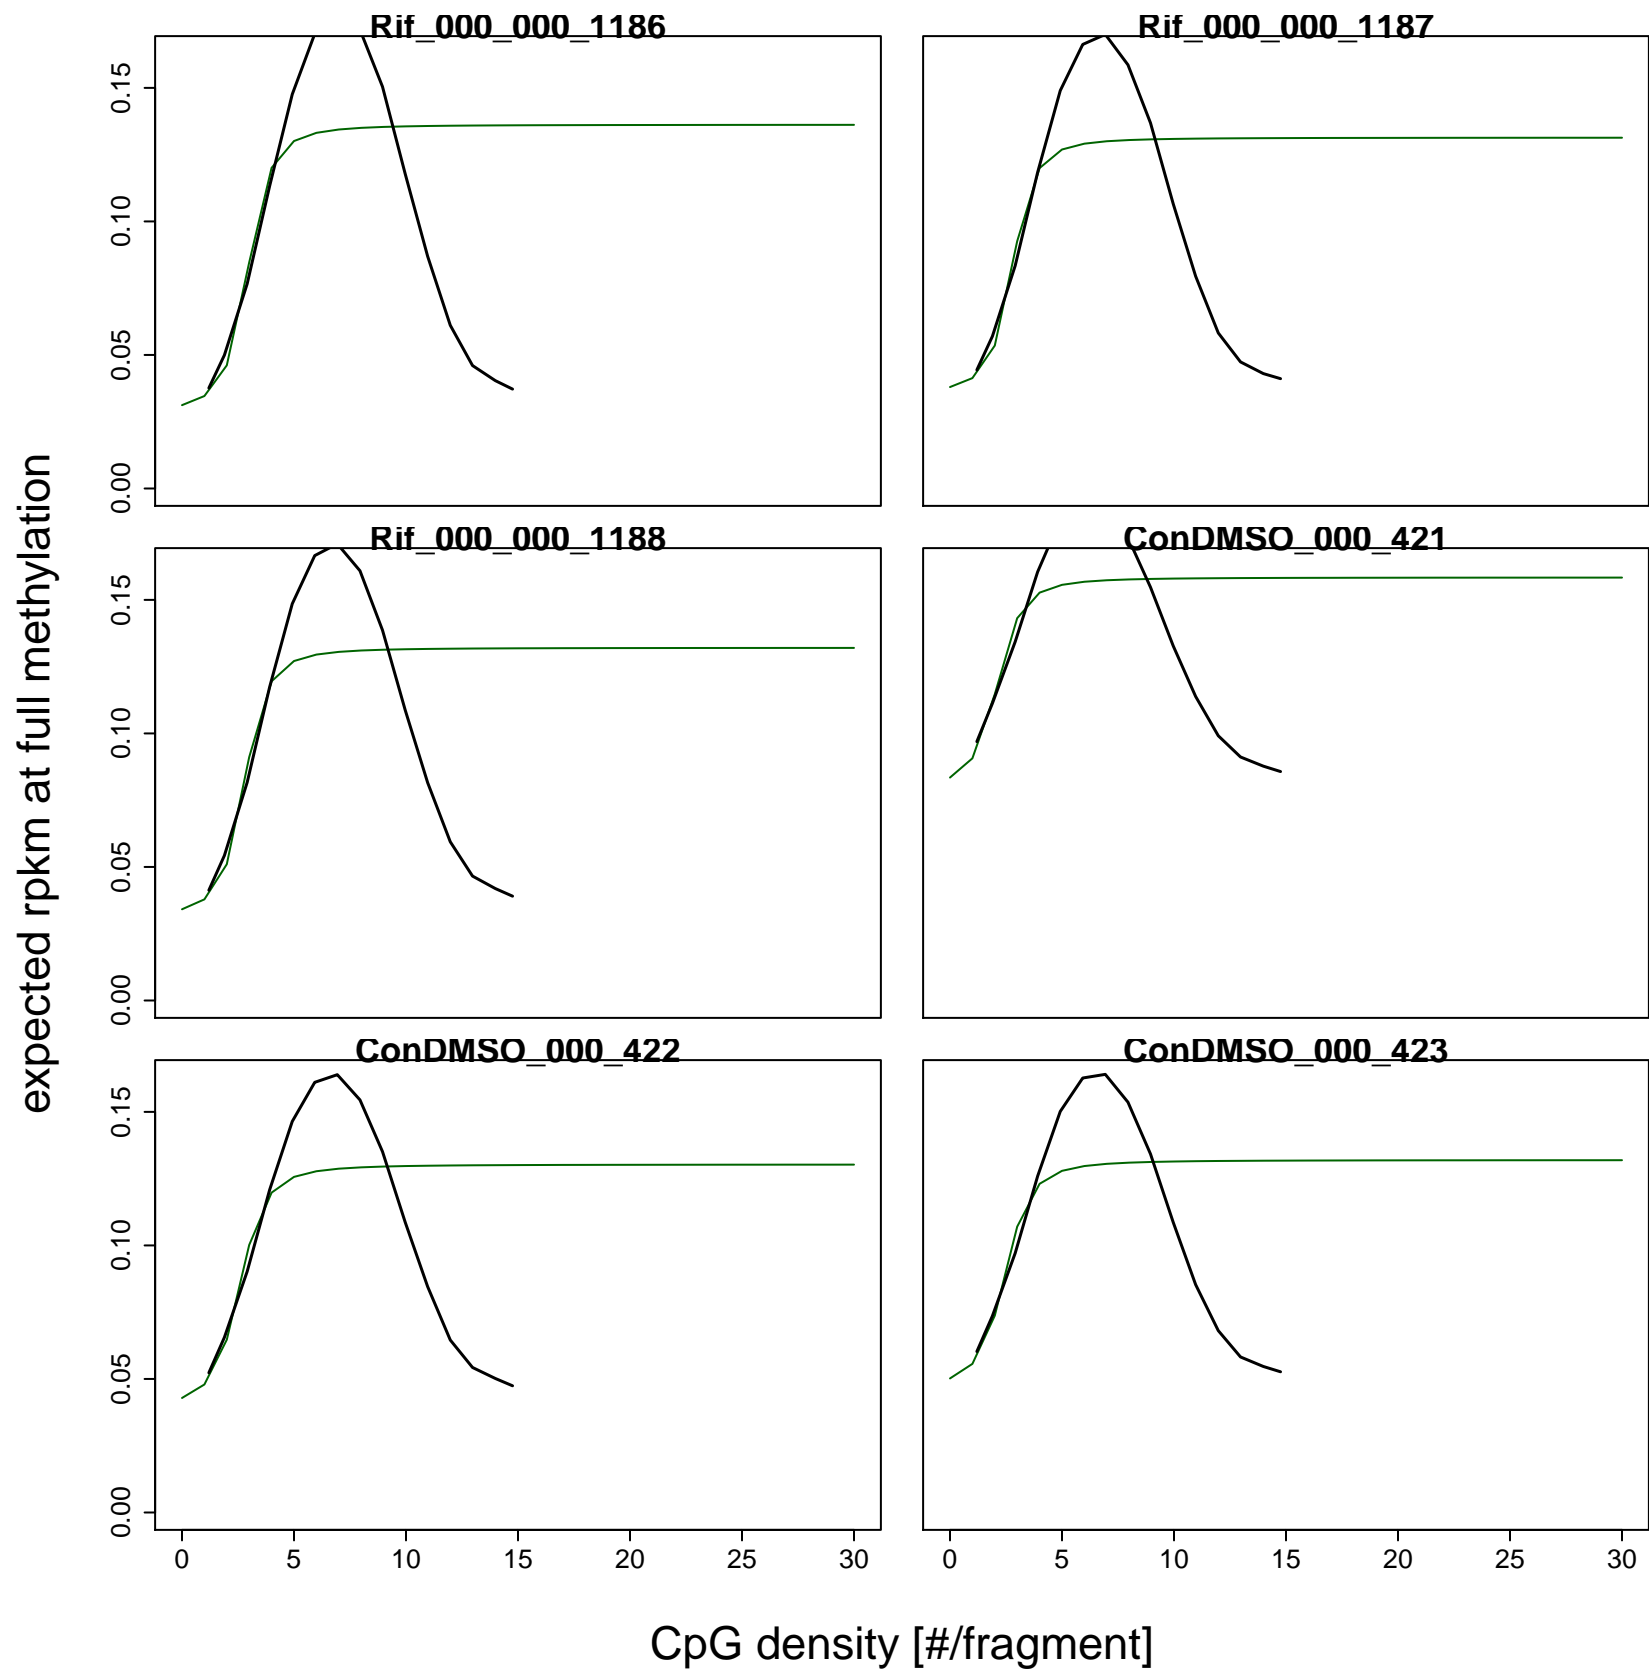 Rif_000_000_1186
Rif_000_000_1187
0.15
0.10
0.05
0.00
Rif_000_000_1188
ConDMSO_000_421
0.15
0.10
0.05
0.00
ConDMSO_000_422
ConDMSO_000_423
0.15
0.10
0.05
0.00
0 5 10 15 20 25 30
0 5 10 15 20 25 30
expected rpkm at full methylation
CpG density [#/fragment]